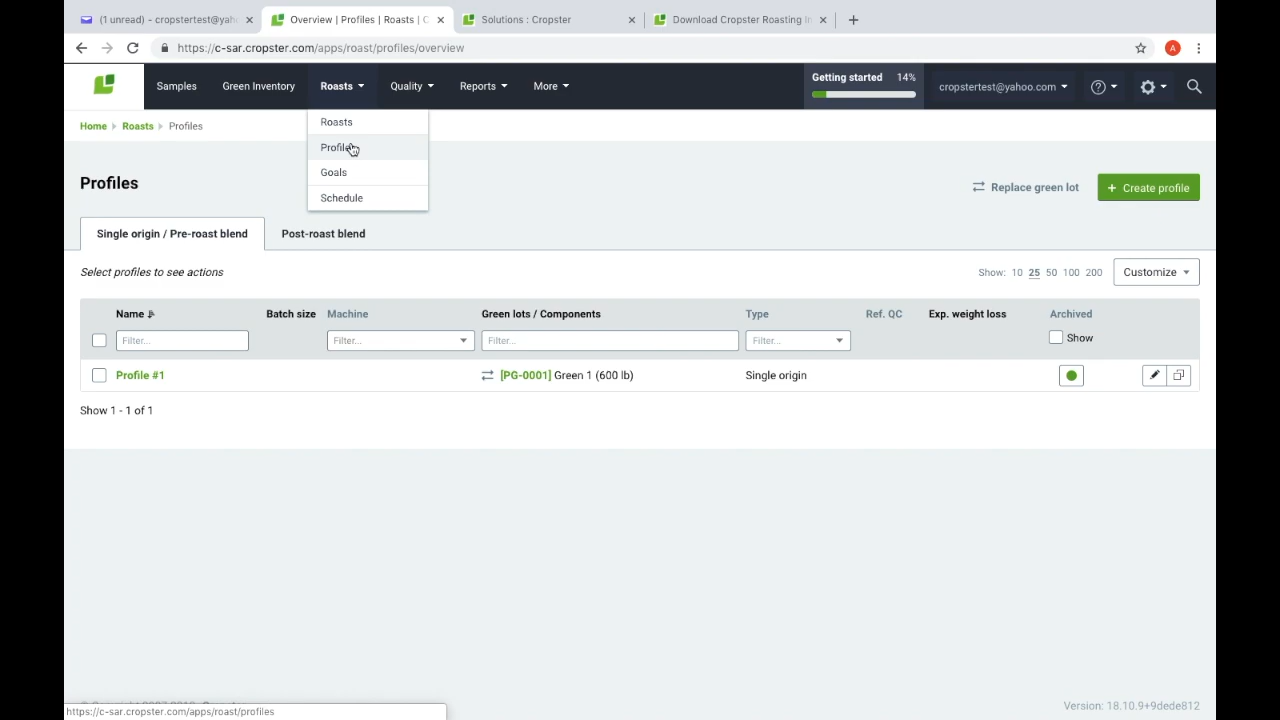 (1 unread) - cropstertest@yah
Overview | Profiles | Roasts | C
Solutions : Cropster
Download Cropster Roasting In
https://c-sar.cropster.com/apps/roast/profiles/overview
A
Samples
Green Inventory
Roasts
Quality
Reports
More
Getting started 14%
cropstertest@yahoo.com
Home
Roasts
Profiles
Roasts
Profiles
Goals
Schedule
Profiles
Replace green lot
+ Create profile
Single origin / Pre-roast blend
Post-roast blend
Select profiles to see actions
Show: 10 25 50 100 200
Customize
Name
Batch size
Machine
Green lots / Components
Type
Ref. QC
Exp. weight loss
Archived
Filter...
Filter...
Filter...
Filter...
Show
Profile #1
[PG-0001] Green 1 (600 lb)
Single origin
Show 1 - 1 of 1
Version: 18.10.9+9dede812
https://c-sar.cropster.com/apps/roast/profiles